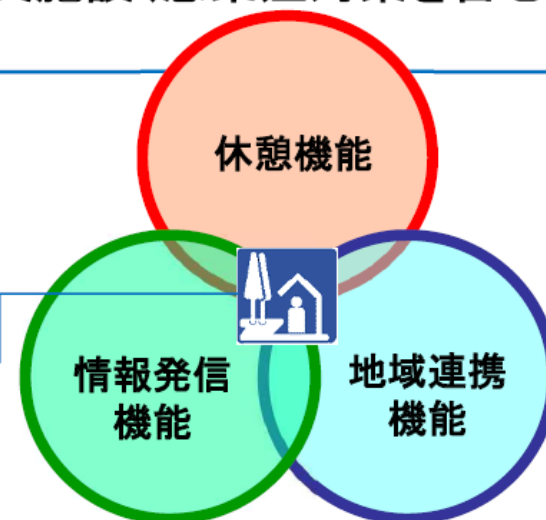 休憩機能
情報発信
機能
地域連携
機能